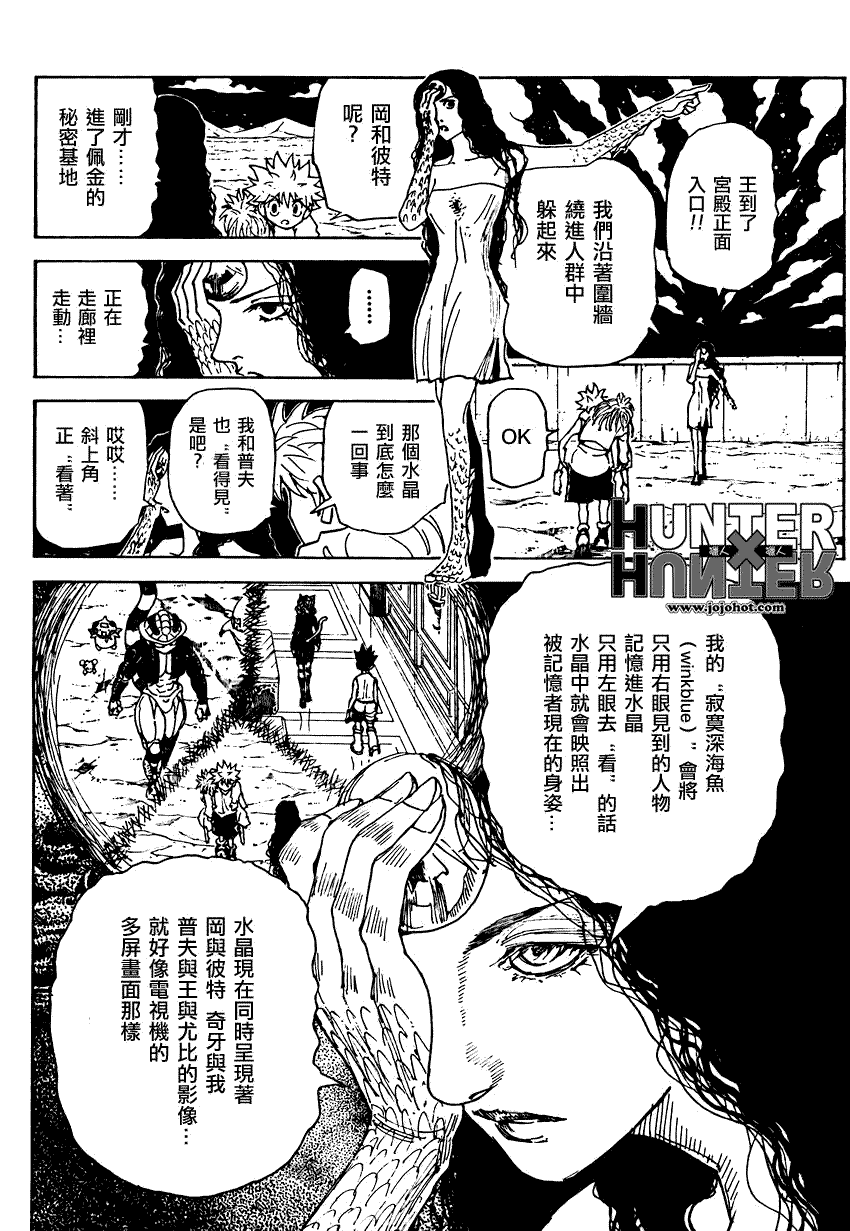 王到了
宮殿正面
入口!!
我們沿著圍牆
繞進人群中
躲起來
OK
岡和彼特
呢？
剛才……
進了佩金的
秘密基地
……
正在
走廊裡
走動…
那個水晶
到底怎麼
一回事
我和普夫
也“看得見”
是吧？
哎哎……
斜上角
正“看著”
HUNTER
獵人×獵人
HUNTER
www.jojohot.com
我的“寂寞深海魚
(winkblue)”會將
只用右眼見到的人物
記憶進水晶
只用左眼去“看”的話
水晶中就會映照出
被記憶者現在的身姿…
水晶現在同時呈現著
岡與彼特 奇牙與我
普夫與王與尤比的影像…
就好像電視機的
多屏畫面那樣